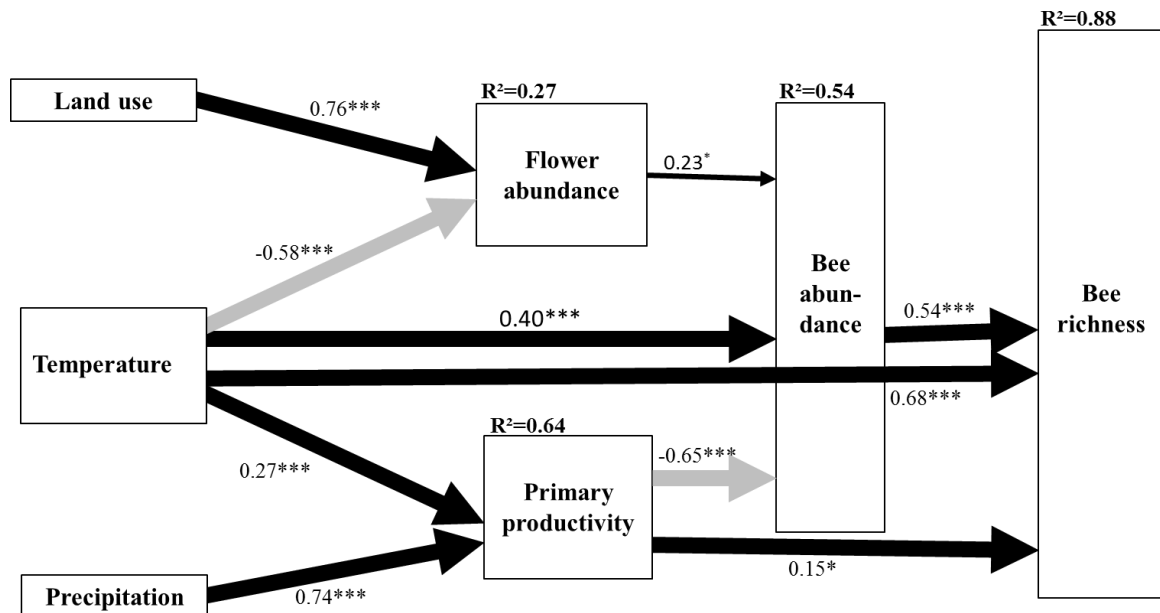 R²=0.88
Land use
0.76***
R²=0.27
Flower
abundance
0.23*
R²=0.54
Bee
abun-
dance
-0.58***
0.40***
0.54***
Bee
richness
Temperature
0.68***
0.27***
R²=0.64
Primary
productivity
-0.65***
0.15*
Precipitation
0.74***